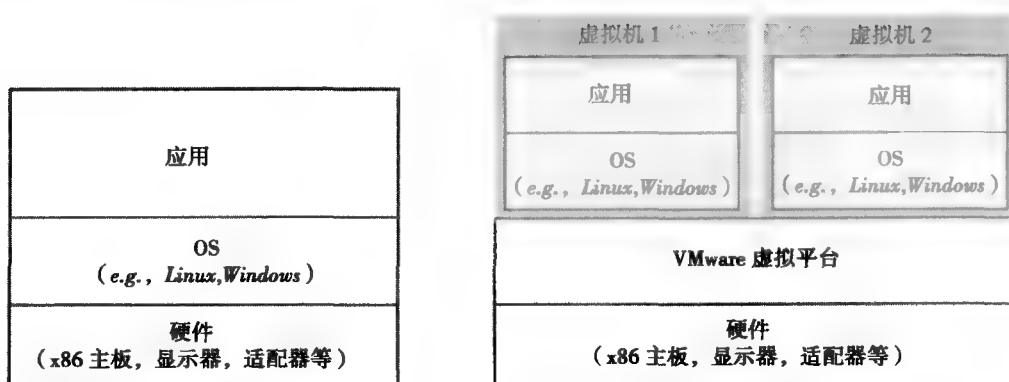 应用
OS
（e.g.，Linux,Windows）
硬件
（x86 主板，显示器，适配器等）
虚拟机 1
虚拟机 2
应用
应用
OS
（e.g.，Linux,Windows）
OS
（e.g.，Linux,Windows）
VMware 虚拟平台
硬件
（x86 主板，显示器，适配器等）